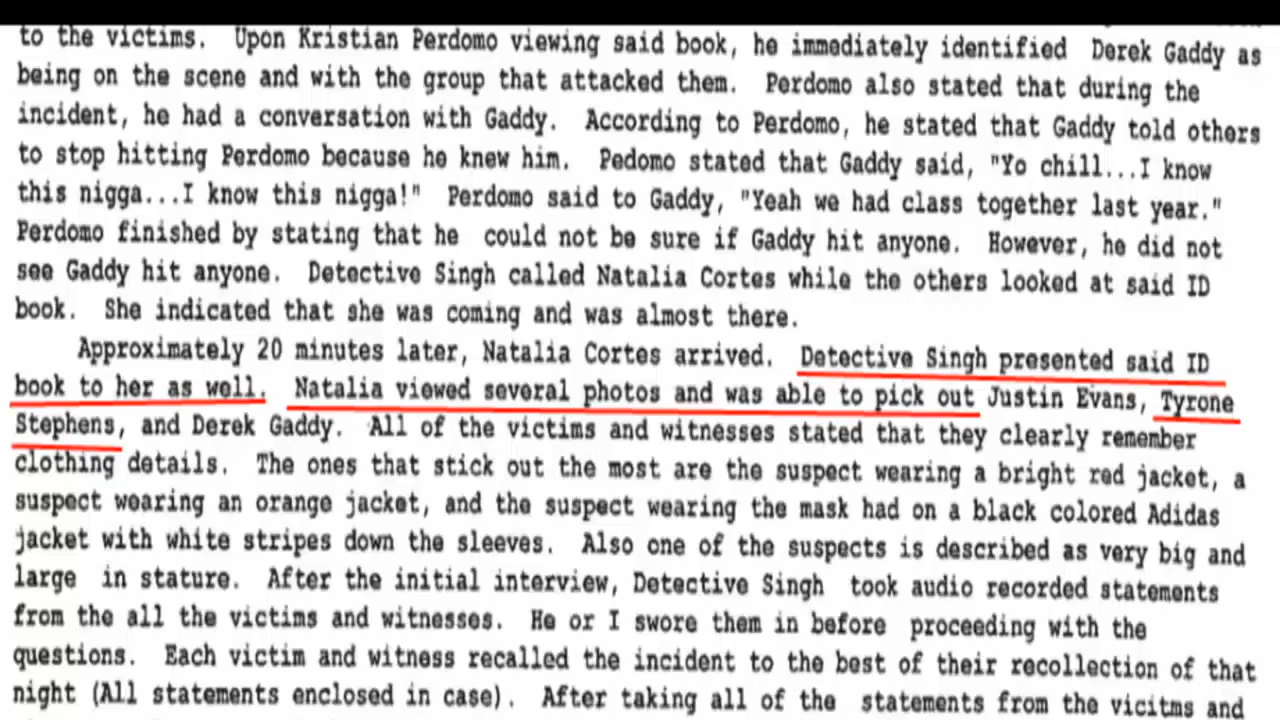 to the victims. Upon Kristian Perdomo viewing said book, he immediately identified Derek Gaddy as
being on the scene and with the group that attacked them. Perdomo also stated that during the
incident, he had a conversation with Gaddy. According to Perdomo, he stated that Gaddy told others
to stop hitting Perdomo because he knew him. Pedomo stated that Gaddy said, "Yo chill...I know
this nigga...I know this nigga!" Perdomo said to Gaddy, "Yeah we had class together last year."
Perdomo finished by stating that he could not be sure if Gaddy hit anyone. However, he did not
see Gaddy hit anyone. Detective Singh called Natalia Cortes while the others looked at said ID
book. She indicated that she was coming and was almost there.
Approximately 20 minutes later, Natalia Cortes arrived. Detective Singh presented said ID
book to her as well. Natalia viewed several photos and was able to pick out Justin Evans, Tyrone
Stephens, and Derek Gaddy. All of the victims and witnesses stated that they clearly remember
clothing details. The ones that stick out the most are the suspect wearing a bright red jacket, a
suspect wearing an orange jacket, and the suspect wearing the mask had on a black colored Adidas
jacket with white stripes down the sleeves. Also one of the suspects is described as very big and
large in stature. After the initial interview, Detective Singh took audio recorded statements
from the all the victims and witnesses. He or I swore them in before proceeding with the
questions. Each victim and witness recalled the incident to the best of their recollection of that
night (All statements enclosed in case). After taking all of the statements from the vicitms and